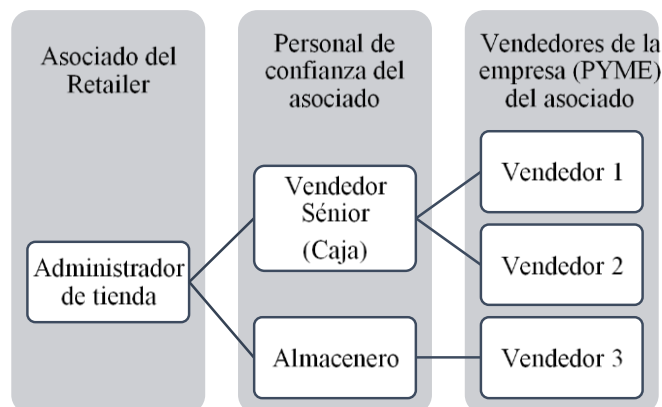 Asociado del
Retailer
Personal de
confianza del
asociado
Vendedores de la
empresa (PYME)
del asociado
Administrador
de tienda
Vendedor
Sénior
(Caja)
Almacenero
Vendedor 1
Vendedor 2
Vendedor 3